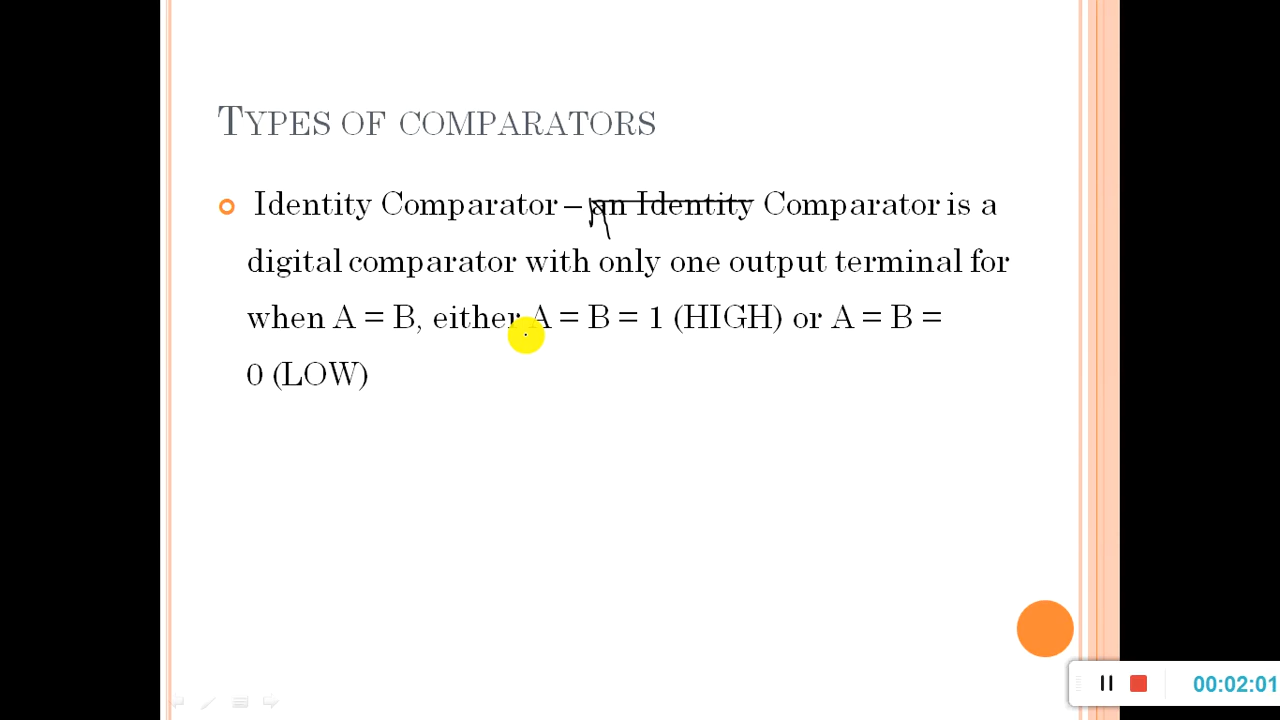 TYPES OF COMPARATORS
Identity Comparator – an Identity Comparator is a
digital comparator with only one output terminal for
when A = B, either A = B = 1 (HIGH) or A = B =
0 (LOW)
00:02:01